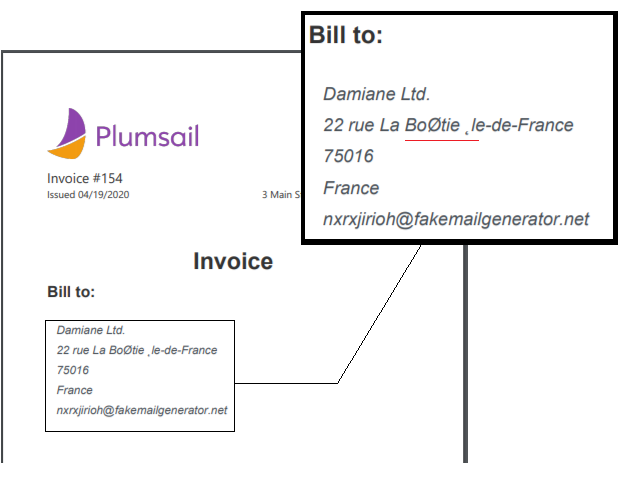 Bill to:
Damiane Ltd.
22 rue La BoØtie ˛le-de-France
75016
France
nxrxjirioh@fakemailgenerator.net
Plumsail
Invoice #154
Issued 04/19/2020
3 Main S
Invoice
Bill to:
Damiane Ltd.
22 rue La BoØtie ˛le-de-France
75016
France
nxrxjirioh@fakemailgenerator.net